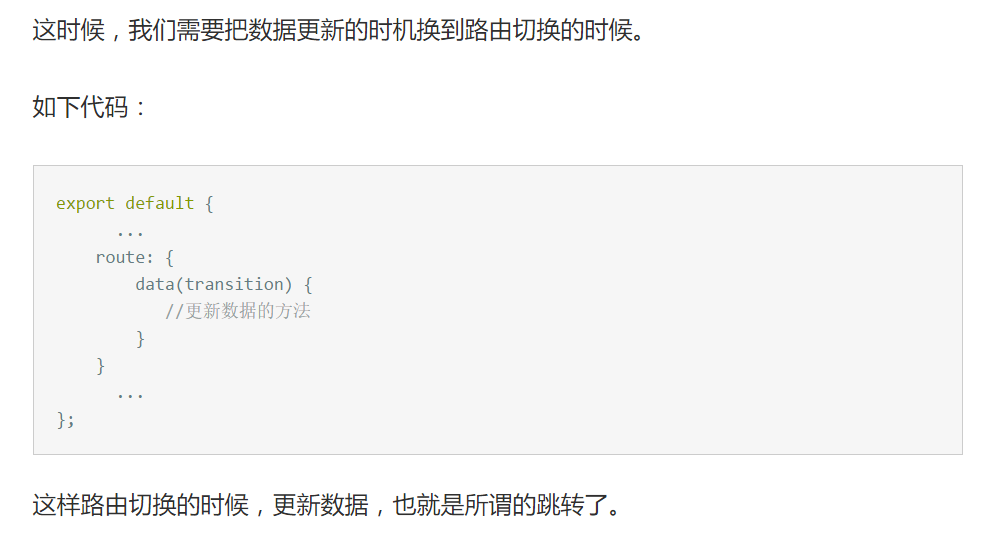 这时候，我们需要把数据更新的时机换到路由切换的时候。
如下代码：
export default {
      ...
    route: {
        data(transition) {
           //更新数据的方法
        }
    }
      ...
};
这样路由切换的时候，更新数据，也就是所谓的跳转了。